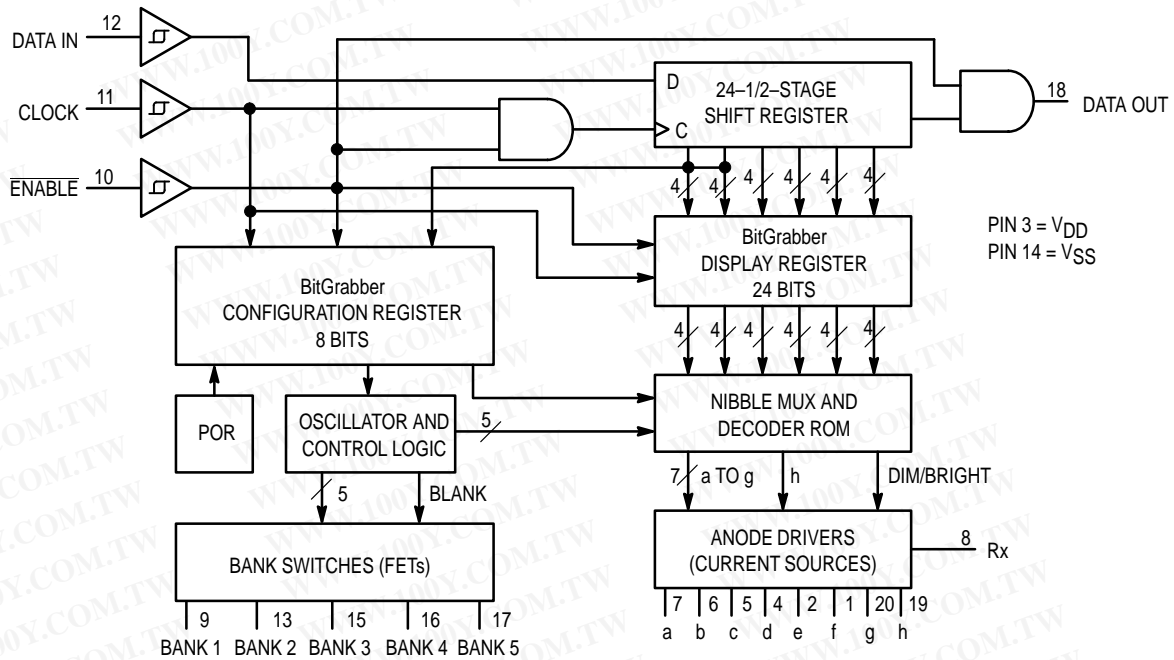 12
DATA IN
11
CLOCK
10
ENABLE
D
24–1/2–STAGE
SHIFT REGISTER
C
18
DATA OUT
4 4 4 4 4 4
PIN 3 = VDD
PIN 14 = VSS
BitGrabber
DISPLAY REGISTER
24 BITS
BitGrabber
CONFIGURATION REGISTER
8 BITS
4 4 4 4 4 4
POR
OSCILLATOR AND
CONTROL LOGIC
5
NIBBLE MUX AND
DECODER ROM
5
BLANK
7 a TO g
h
DIM/BRIGHT
BANK SWITCHES (FETs)
ANODE DRIVERS
(CURRENT SOURCES)
8
Rx
9 13 15 16 17
BANK 1 BANK 2 BANK 3 BANK 4 BANK 5
7 6 5 4 2 1 20 19
a b c d e f g h
WWW.100Y.COM.TW